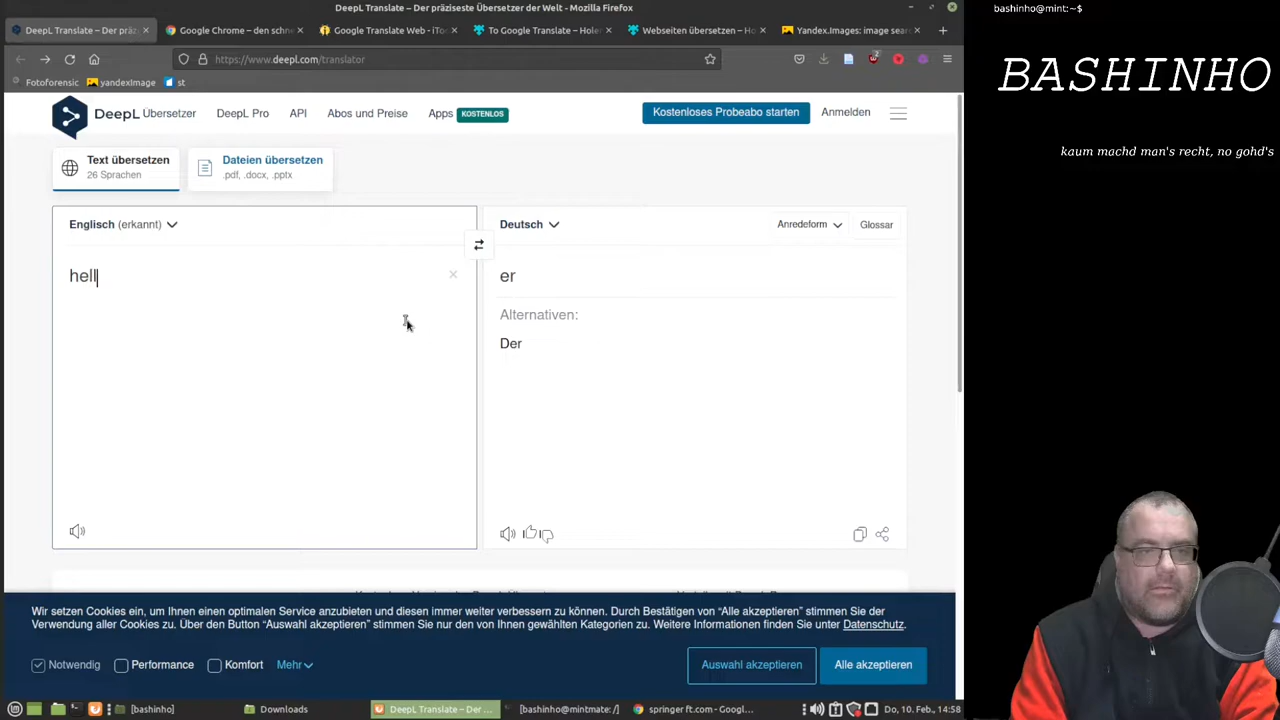 DeepL Translate – Der präziseste Übersetzer der Welt - Mozilla Firefox
DeepL Translate – Der präz
Google Chrome – den schne
Google Translate Web - iTon
To Google Translate – Holen
Webseiten übersetzen – Ho
Yandex.Images: image sear
https://www.deepl.com/translator
2
Fotoforensic
yandexImage
st
DeepL Übersetzer
DeepL Pro
API
Abos und Preise
Apps KOSTENLOS
Kostenloses Probeabo starten
Anmelden
Text übersetzen
26 Sprachen
Dateien übersetzen
.pdf, .docx, .pptx
Englisch (erkannt)
Deutsch
Anredeform
Glossar
hell
er
Alternativen:
Der
Wir setzen Cookies ein, um Ihnen einen optimalen Service anzubieten und diesen immer weiter verbessern zu können. Durch Bestätigen von “Alle akzeptieren” stimmen Sie der
Verwendung aller Cookies zu. Über den Button “Auswahl akzeptieren” stimmen Sie nur den von Ihnen gewählten Kategorien zu. Weitere Informationen finden Sie unter Datenschutz.
Notwendig
Performance
Komfort
Mehr
Auswahl akzeptieren
Alle akzeptieren
[bashinho]
Downloads
DeepL Translate – Der ...
[bashinho@mintmate:/]
springer ft.com - Googl...
Do, 10. Feb., 14:58
bashinho@mint:~$
BASHINHO
kaum machd man's recht, no gohd's